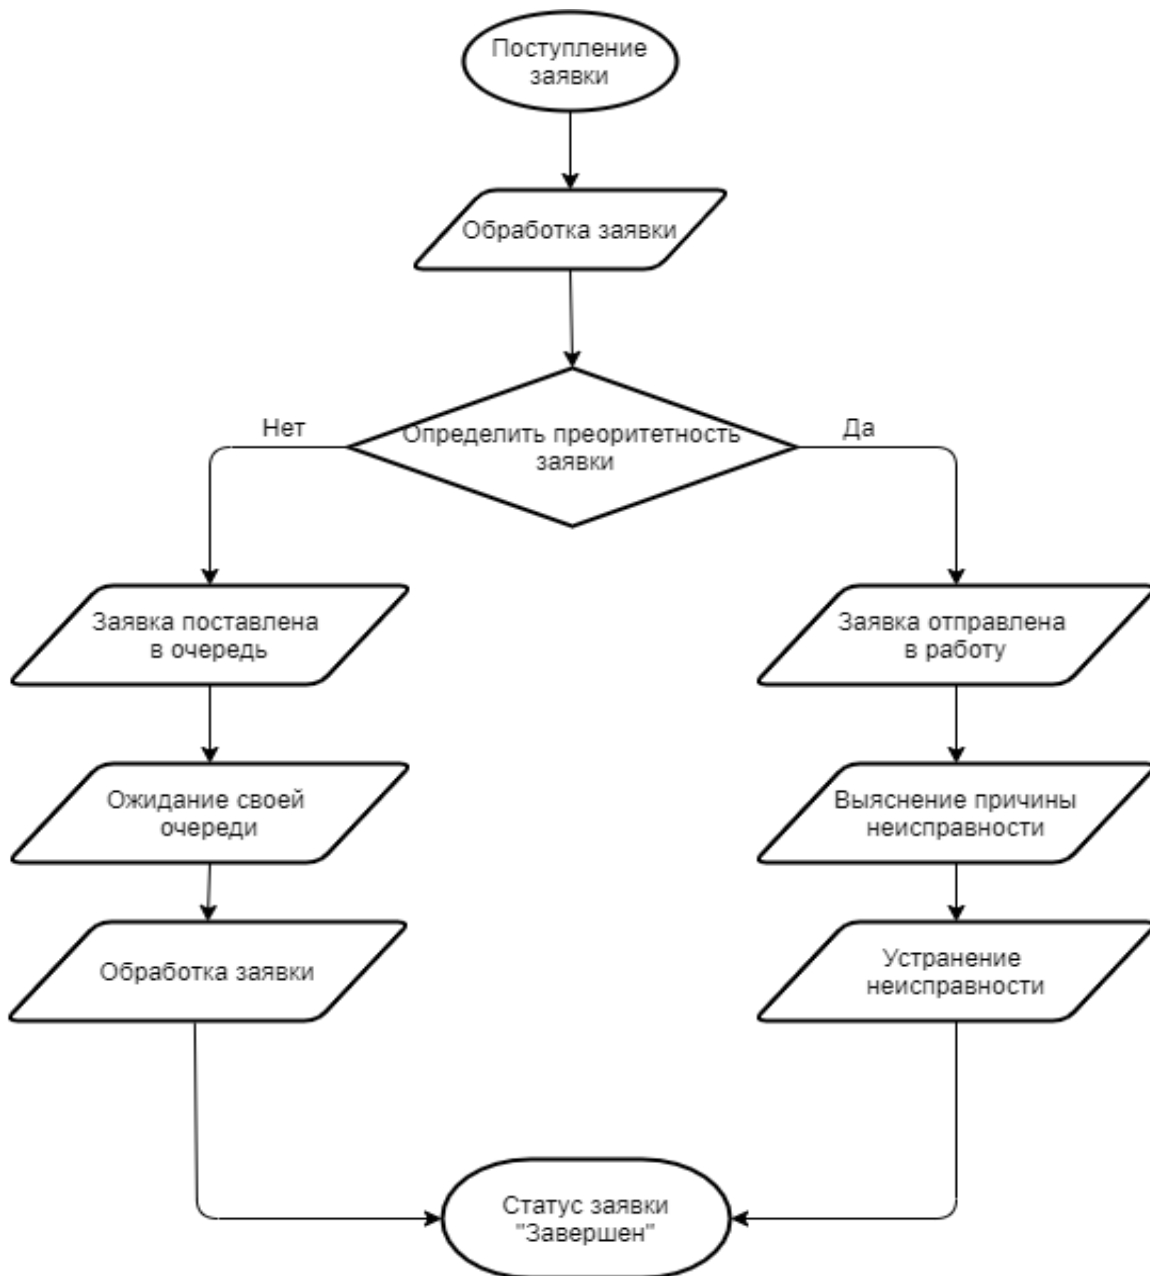 Поступление
заявки
Обработка заявки
Нет
Определить преоритетность
заявки
Да
Заявка поставлена
в очередь
Заявка отправлена
в работу
Ожидание своей
очереди
Выяснение причины
неисправности
Обработка заявки
Устранение
неисправности
Статус заявки
"Завершен"